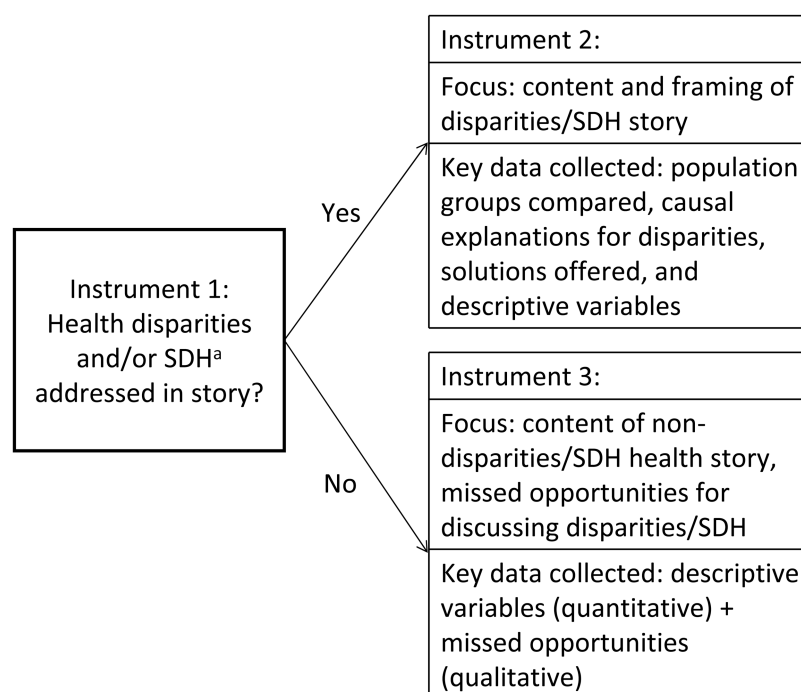 Instrument 1:
Health disparities
and/or SDHᵃ
addressed in story?
Yes
Instrument 2:
Focus: content and framing of
disparities/SDH story
Key data collected: population
groups compared, causal
explanations for disparities,
solutions offered, and
descriptive variables
No
Instrument 3:
Focus: content of non-
disparities/SDH health story,
missed opportunities for
discussing disparities/SDH
Key data collected: descriptive
variables (quantitative) +
missed opportunities
(qualitative)